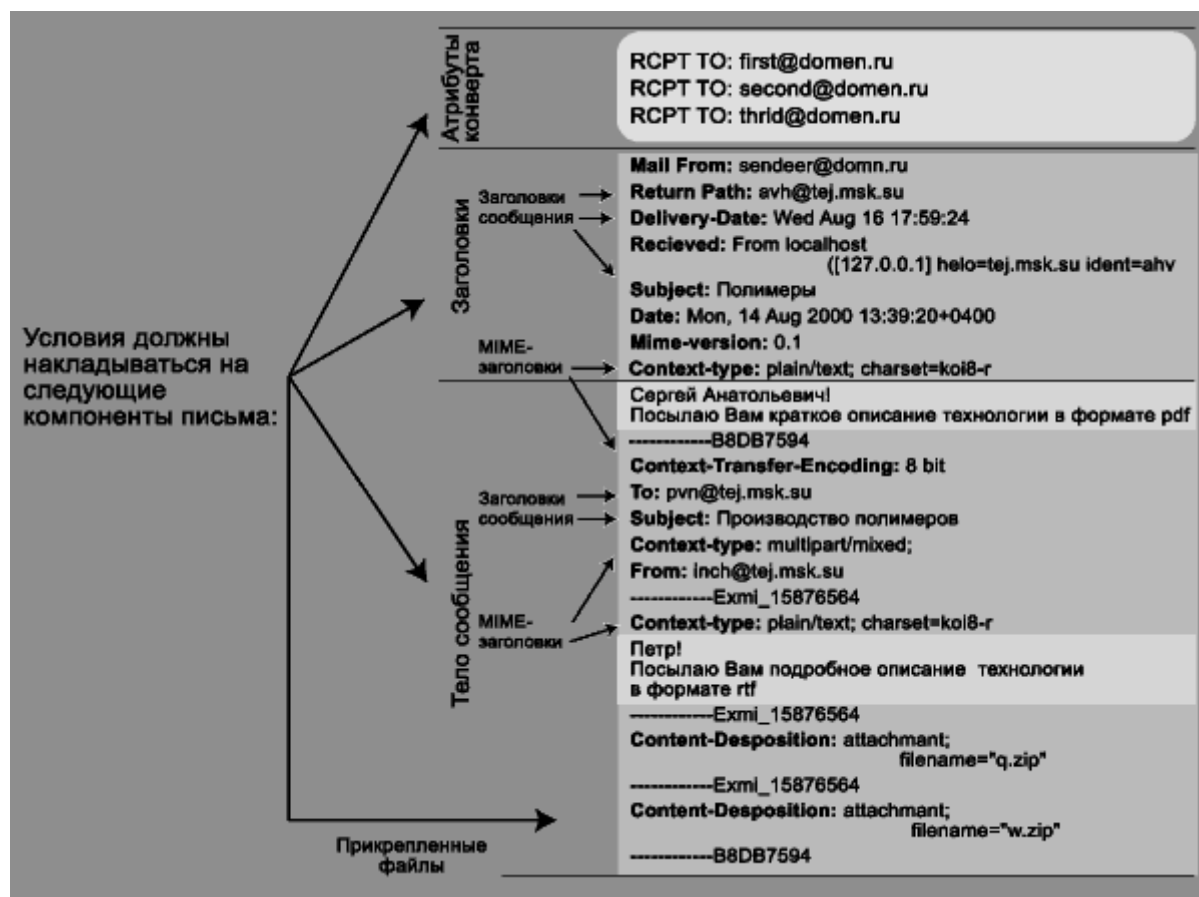 Атрибуты
конверта
RCPT TO: first@domen.ru
RCPT TO: second@domen.ru
RCPT TO: thrid@domen.ru
Условия должны
накладываться на
следующие
компоненты письма:
Заголовки
Заголовки
сообщения
MIME-
заголовки
Mail From: sendeer@domn.ru
Return Path: avh@tej.msk.su
Delivery-Date: Wed Aug 16 17:59:24
Recieved: From localhost
([127.0.0.1] helo=tej.msk.su ident=ahv
Subject: Полимеры
Date: Mon, 14 Aug 2000 13:39:20+0400
Mime-version: 0.1
Context-type: plain/text; charset=koi8-r
Тело сообщения
Заголовки
сообщения
MIME-
заголовки
Сергей Анатольевич!
Посылаю Вам краткое описание технологии в формате pdf
------------B8DB7594
Context-Transfer-Encoding: 8 bit
To: pvn@tej.msk.su
Subject: Производство полимеров
Context-type: multipart/mixed;
From: inch@tej.msk.su
------------Exmi_15876564
Context-type: plain/text; charset=koi8-r
Петр!
Посылаю Вам подробное описание технологии
в формате rtf
------------Exmi_15876564
Content-Desposition: attachmant;
filename="q.zip"
------------Exmi_15876564
Content-Desposition: attachmant;
filename="w.zip"
------------B8DB7594
Прикрепленные
файлы